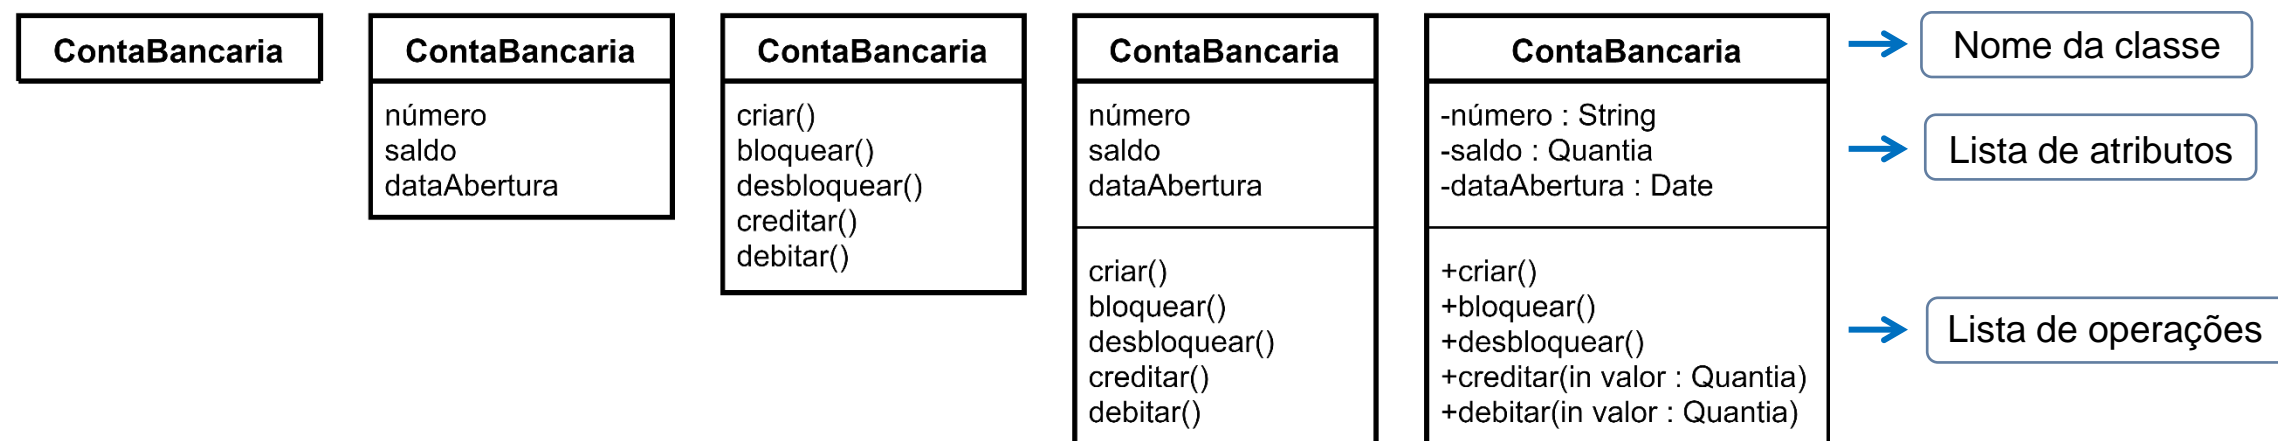 ContaBancaria
ContaBancaria
número
saldo
dataAbertura
ContaBancaria
criar()
bloquear()
desbloquear()
creditar()
debitar()
ContaBancaria
número
saldo
dataAbertura
criar()
bloquear()
desbloquear()
creditar()
debitar()
ContaBancaria
-número : String
-saldo : Quantia
-dataAbertura : Date
+criar()
+bloquear()
+desbloquear()
+creditar(in valor : Quantia)
+debitar(in valor : Quantia)
Nome da classe
Lista de atributos
Lista de operações